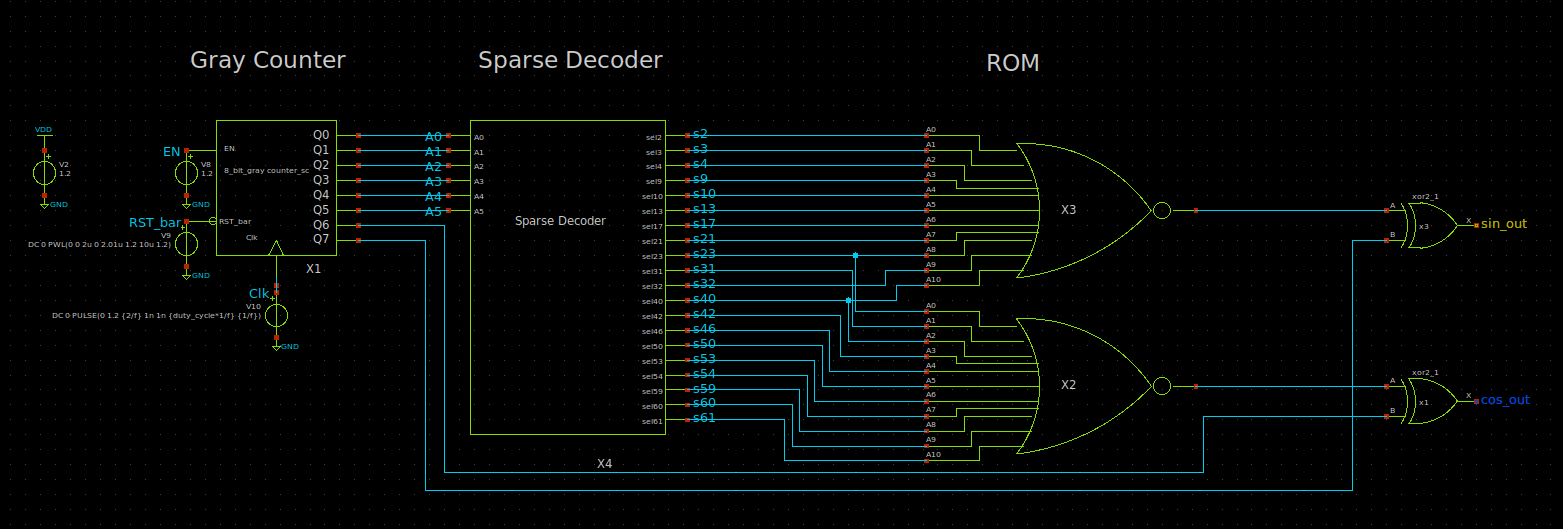 Gray Counter
Sparse Decoder
ROM
VDD
V2
1.2
GND
EN
V8
1.2
GND
RST_bar
V9
DC 0 PWL(0 0 2u 0 2.01u 1.2 10u 1.2)
GND
EN
8_bit_gray counter_sc
RST_bar
Clk
X1
Q0
Q1
Q2
Q3
Q4
Q5
Q6
Q7
Clk
V10
DC 0 PULSE(0 1.2 {2/f} 1n 1n {duty_cycle*1/f} {1/f})
GND
A0
A1
A2
A3
A4
A5
A0
A1
A2
A3
A4
A5
Sparse Decoder
X4
sel2
sel3
sel4
sel9
sel10
sel13
sel17
sel21
sel23
sel31
sel32
sel40
sel42
sel46
sel50
sel53
sel54
sel59
sel60
sel61
s2
s3
s4
s9
s10
s13
s17
s21
s23
s31
s32
s40
s42
s46
s50
s53
s54
s59
s60
s61
A0
A1
A2
A3
A4
A5
A6
A7
A8
A9
A10
X3
A0
A1
A2
A3
A4
A5
A6
A7
A8
A9
A10
X2
xor2_1
A
B
x3
X
sin_out
xor2_1
A
B
x1
X
cos_out